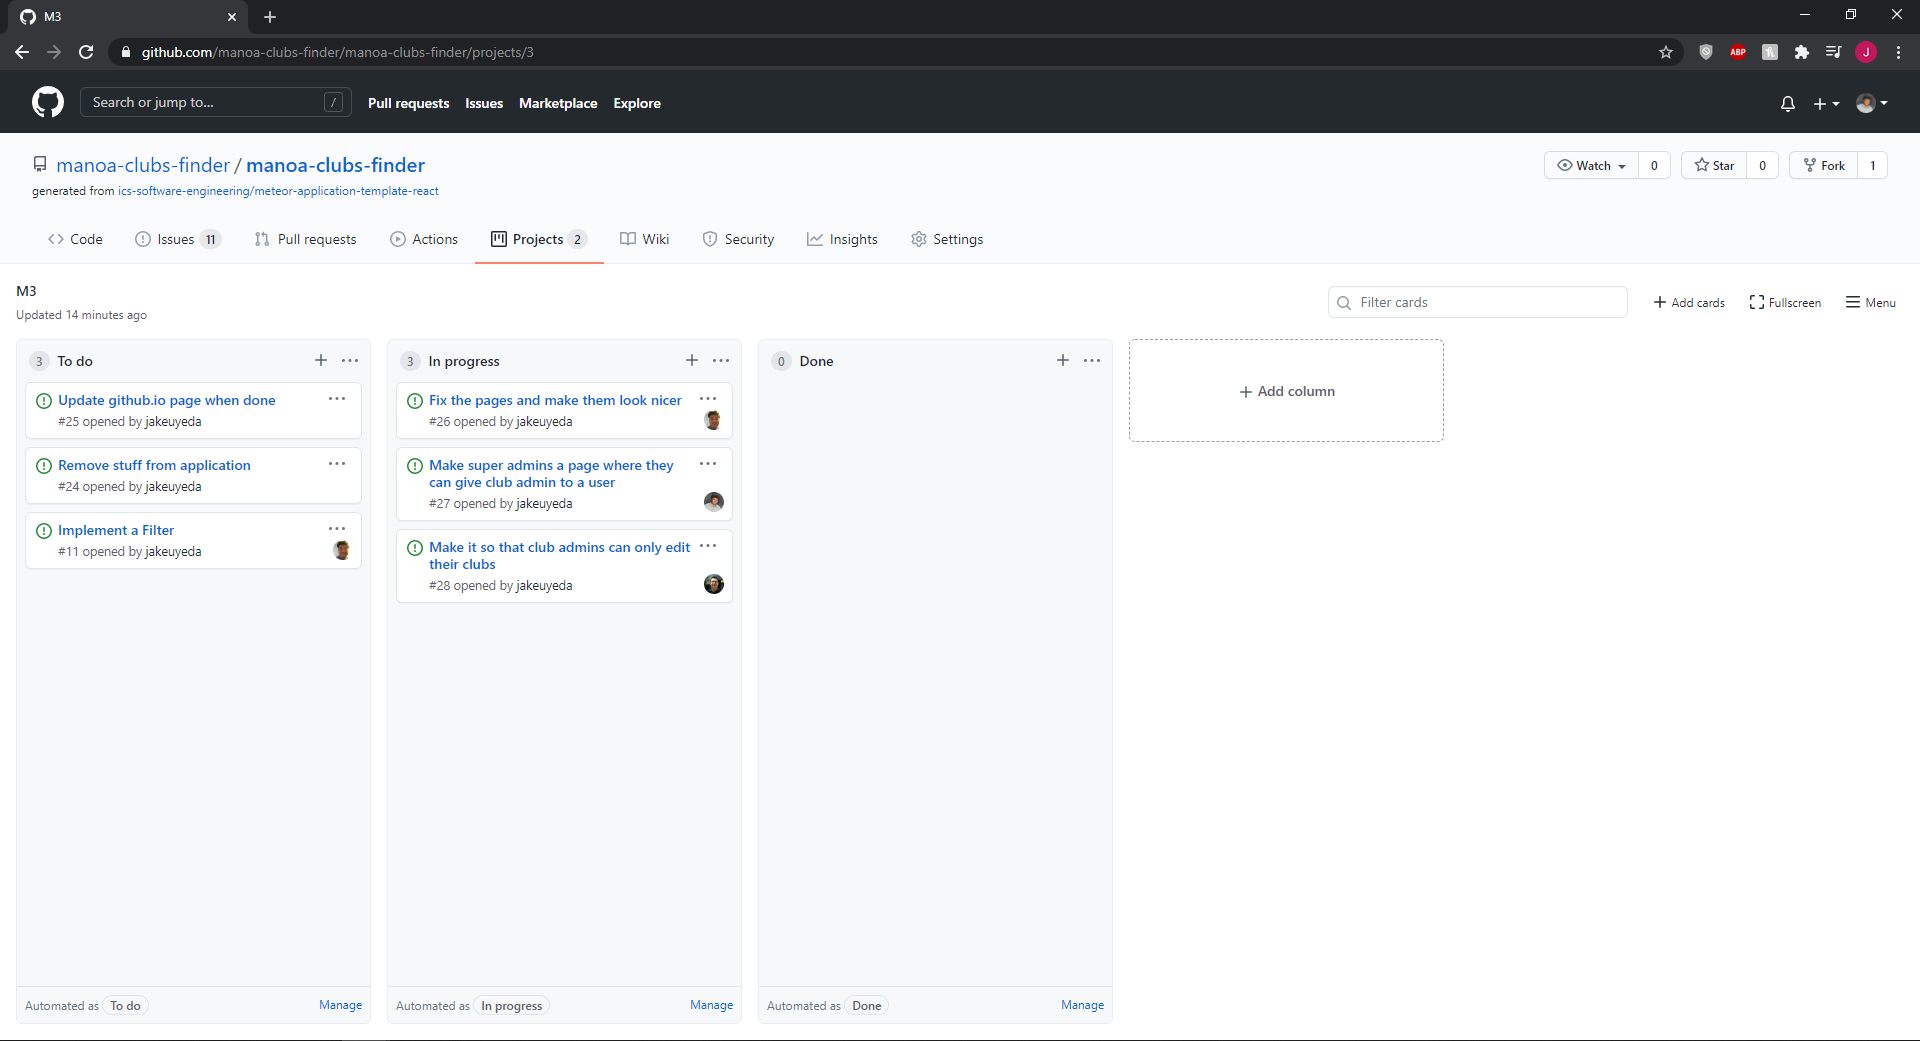 M3
github.com/manoa-clubs-finder/manoa-clubs-finder/projects/3
ABP
J
Search or jump to...
/
Pull requests
Issues
Marketplace
Explore
manoa-clubs-finder / manoa-clubs-finder
Watch
0
Star
0
Fork
1
generated from ics-software-engineering/meteor-application-template-react
Code
Issues 11
Pull requests
Actions
Projects 2
Wiki
Security
Insights
Settings
M3
Updated 14 minutes ago
Filter cards
Add cards
Fullscreen
Menu
3 To do
Update github.io page when done
#25 opened by jakeuyeda
Remove stuff from application
#24 opened by jakeuyeda
Implement a Filter
#11 opened by jakeuyeda
Automated as To do
Manage
3 In progress
Fix the pages and make them look nicer
#26 opened by jakeuyeda
Make super admins a page where they
can give club admin to a user
#27 opened by jakeuyeda
Make it so that club admins can only edit
their clubs
#28 opened by jakeuyeda
Automated as In progress
Manage
0 Done
Automated as Done
Manage
Add column